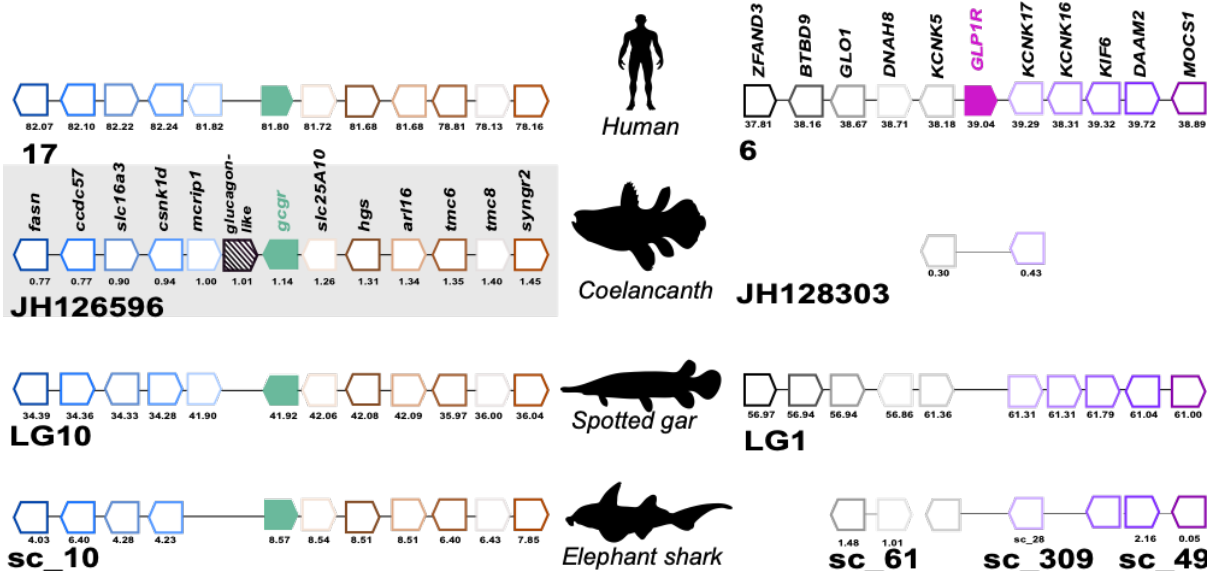 ZFAND3 BTBD9 GLO1 DNAH8 KCNK5 GLP1R KCNK17 KCNK16 KIF6 DAAM2 MOCS1
82.07 82.10 82.22 82.24 81.82 81.80 81.72 81.68 81.68 78.81 78.13 78.16
17
Human
37.81 38.16 38.67 38.71 38.18 39.04 39.29 38.31 39.32 39.72 38.89
6
fasn ccdc57 slc16a3 csnk1d mcrip1 glucagon-
like gcgr slc25A10 hgs arl16 tmc6 tmc8 syngr2
0.77 0.77 0.90 0.94 1.00 1.01 1.14 1.26 1.31 1.34 1.35 1.40 1.45
JH126596
Coelancanth
0.30 0.43
JH128303
34.39 34.36 34.33 34.28 41.90 41.92 42.06 42.08 42.09 35.97 36.00 36.04
LG10
Spotted gar
56.97 56.94 56.94 56.86 61.36 61.31 61.31 61.79 61.04 61.00
LG1
4.03 6.40 4.28 4.23 8.57 8.54 8.51 8.51 6.40 6.43 7.85
sc_10
Elephant shark
1.48 1.01 sc_28 2.16 0.05
sc_61 sc_309 sc_49